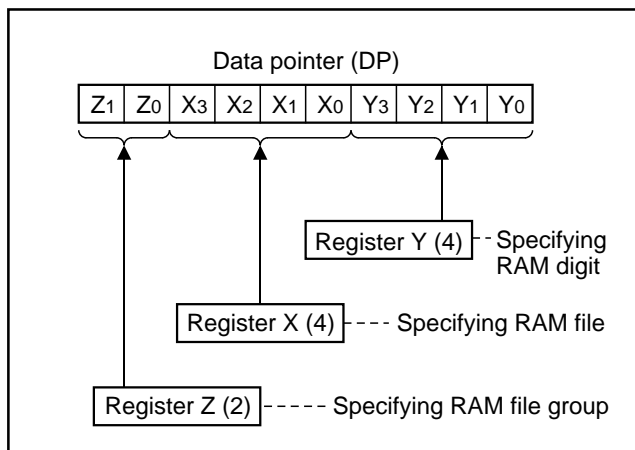 Data pointer (DP)
Z1 Z0 X3 X2 X1 X0 Y3 Y2 Y1 Y0
Register Y (4) Specifying
RAM digit
Register X (4) Specifying RAM file
Register Z (2) Specifying RAM file group